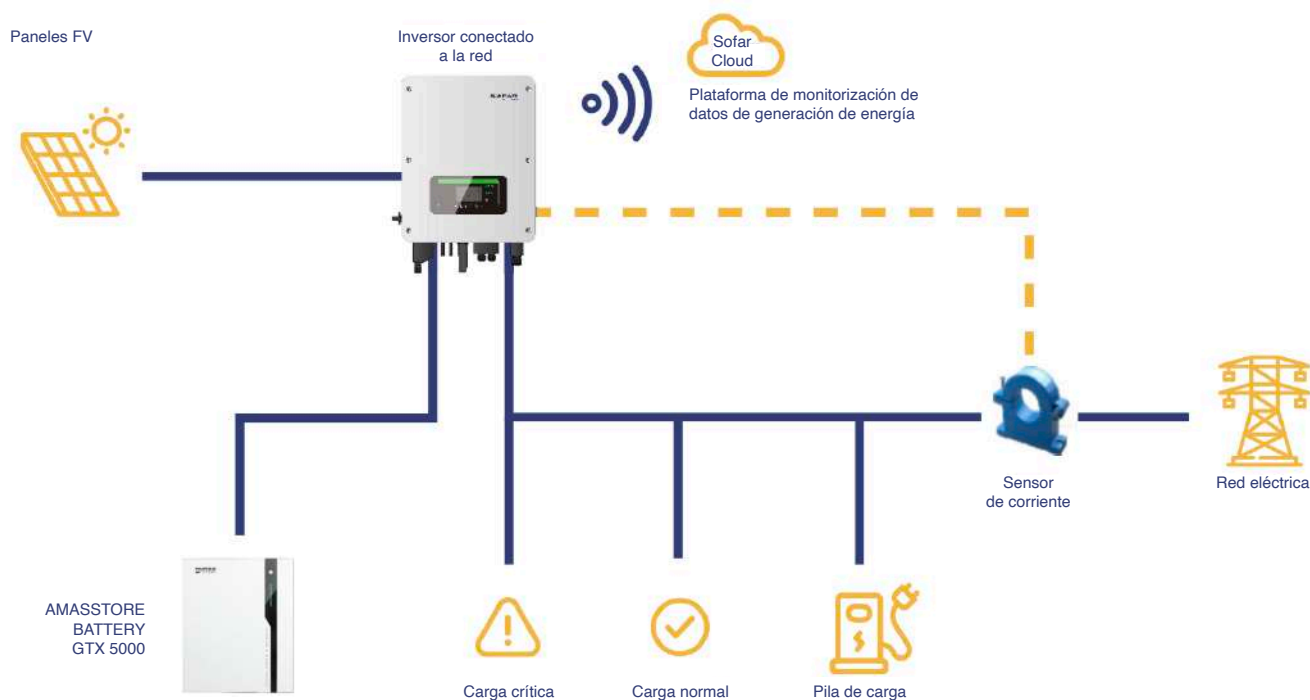 Paneles FV
Inversor conectado
a la red
Sofar
Cloud
Plataforma de monitorización de
datos de generación de energía
Sensor
de corriente
Red eléctrica
AMASSTORE
BATTERY
GTX 5000
Carga crítica
Carga normal
Pila de carga